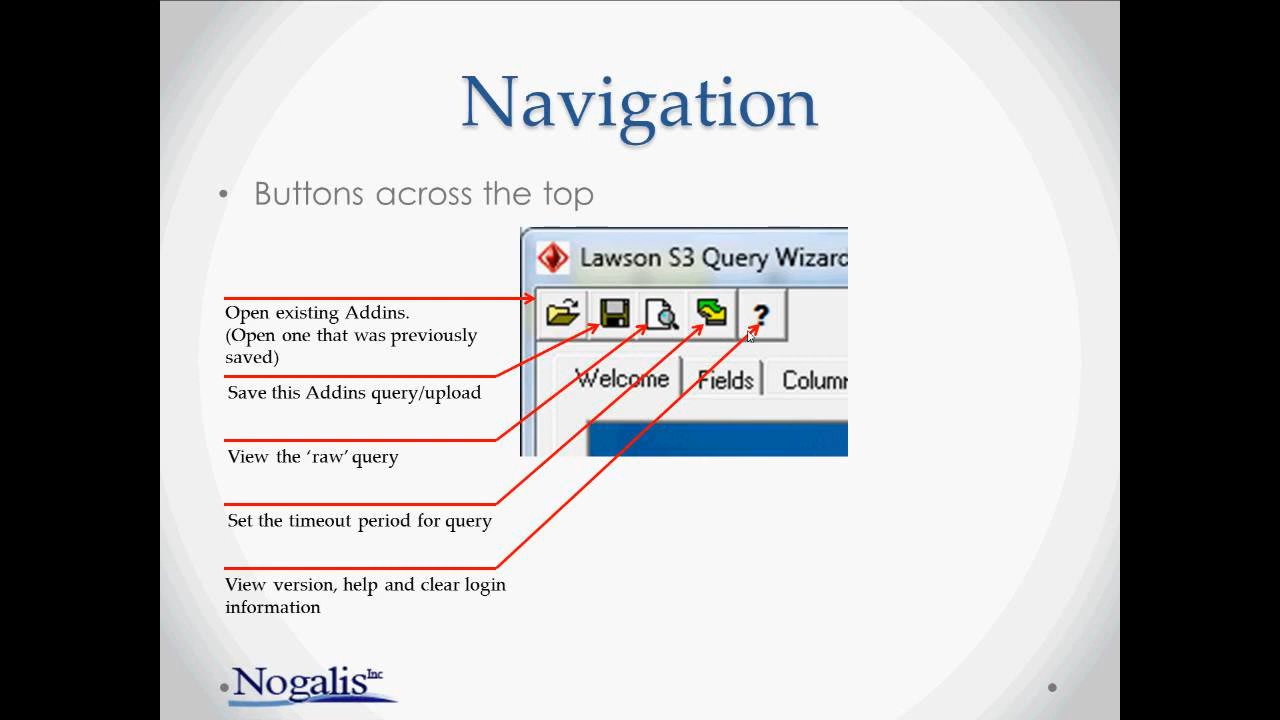 Navigation
• Buttons across the top
Lawson S3 Query Wizard
?
Welcome
Fields
Column
Open existing Addins.
(Open one that was previously
saved)
Save this Addins query/upload
View the ‘raw’ query
Set the timeout period for query
View version, help and clear login
information
Nogalis Inc